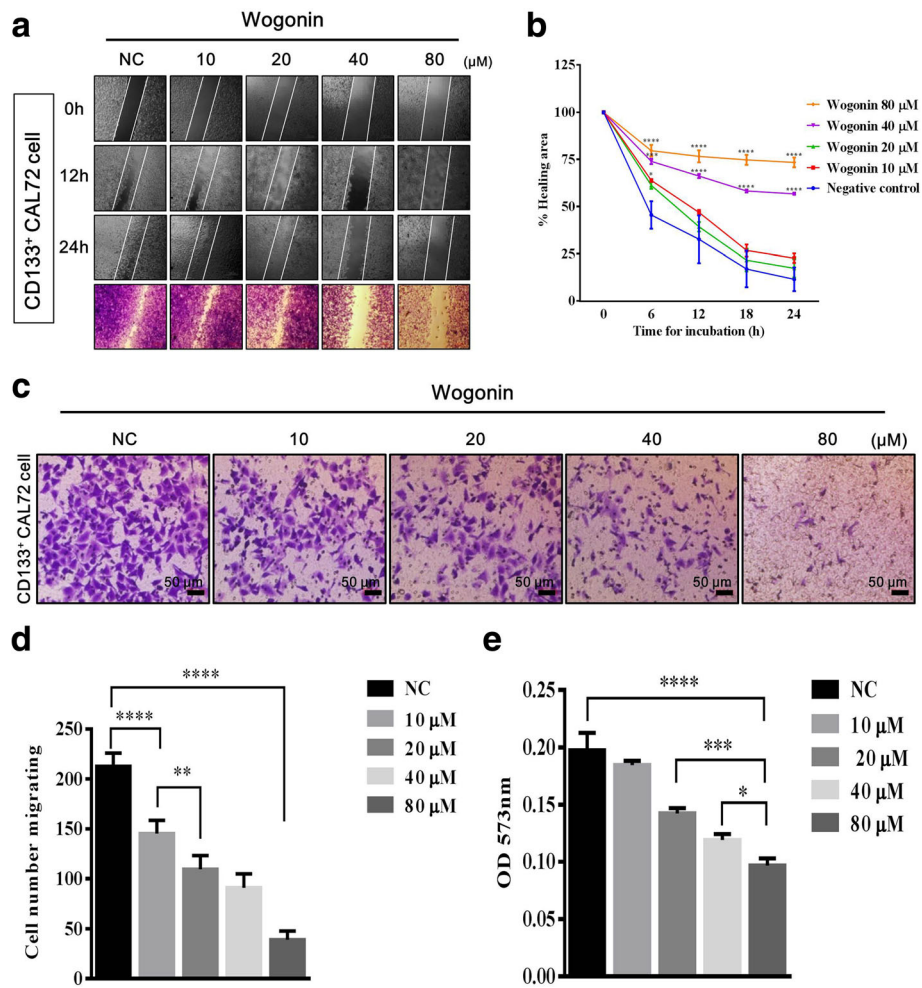 a
Wogonin
NC 10 20 40 80 (μM)
CD133⁺ CAL72 cell
0h
12h
24h
b
125
100
75
50
25
0
% Healing area
0 6 12 18 24
Time for incubation (h)
**** **** **** ****
*** **** **** ****
*
Wogonin 80 μM
Wogonin 40 μM
Wogonin 20 μM
Wogonin 10 μM
Negative control
c
Wogonin
NC 10 20 40 80 (μM)
CD133⁺ CAL72 cell
50 μm 50 μm 50 μm 50 μm 50 μm
d
****
****
**
250
200
150
100
50
0
Cell number migrating
NC
10 μM
20 μM
40 μM
80 μM
e
****
***
*
0.25
0.20
0.15
0.10
0.05
0.00
OD 573nm
NC
10 μM
20 μM
40 μM
80 μM